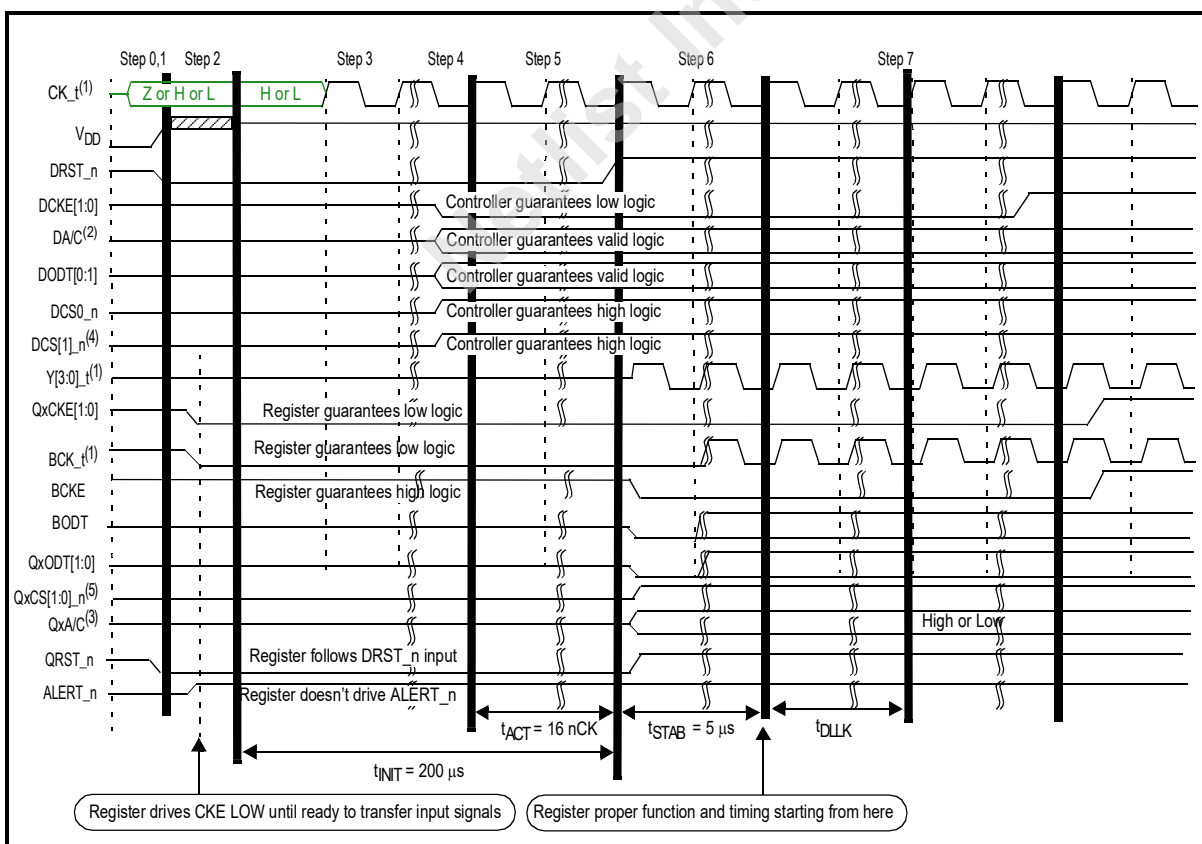 Netlist In
Step 0,1 Step 2 Step 3 Step 4 Step 5 Step 6 Step 7
CK_t(1) Z or H or L H or L
VDD
DRST_n
DCKE[1:0] Controller guarantees low logic
DA/C(2) Controller guarantees valid logic
DODT[0:1] Controller guarantees valid logic
DCS0_n Controller guarantees high logic
DCS[1]_n(4) Controller guarantees high logic
Y[3:0]_t(1)
QxCKE[1:0] Register guarantees low logic
BCK_t(1) Register guarantees low logic
BCKE Register guarantees high logic
BODT
QxODT[1:0]
QxCS[1:0]_n(5)
QxA/C(3) High or Low
QRST_n Register follows DRST_n input
ALERT_n Register doesn't drive ALERT_n
tACT = 16 nCK tSTAB = 5 μs tDLLK
tINIT = 200 μs
Register drives CKE LOW until ready to transfer input signals Register proper function and timing starting from here